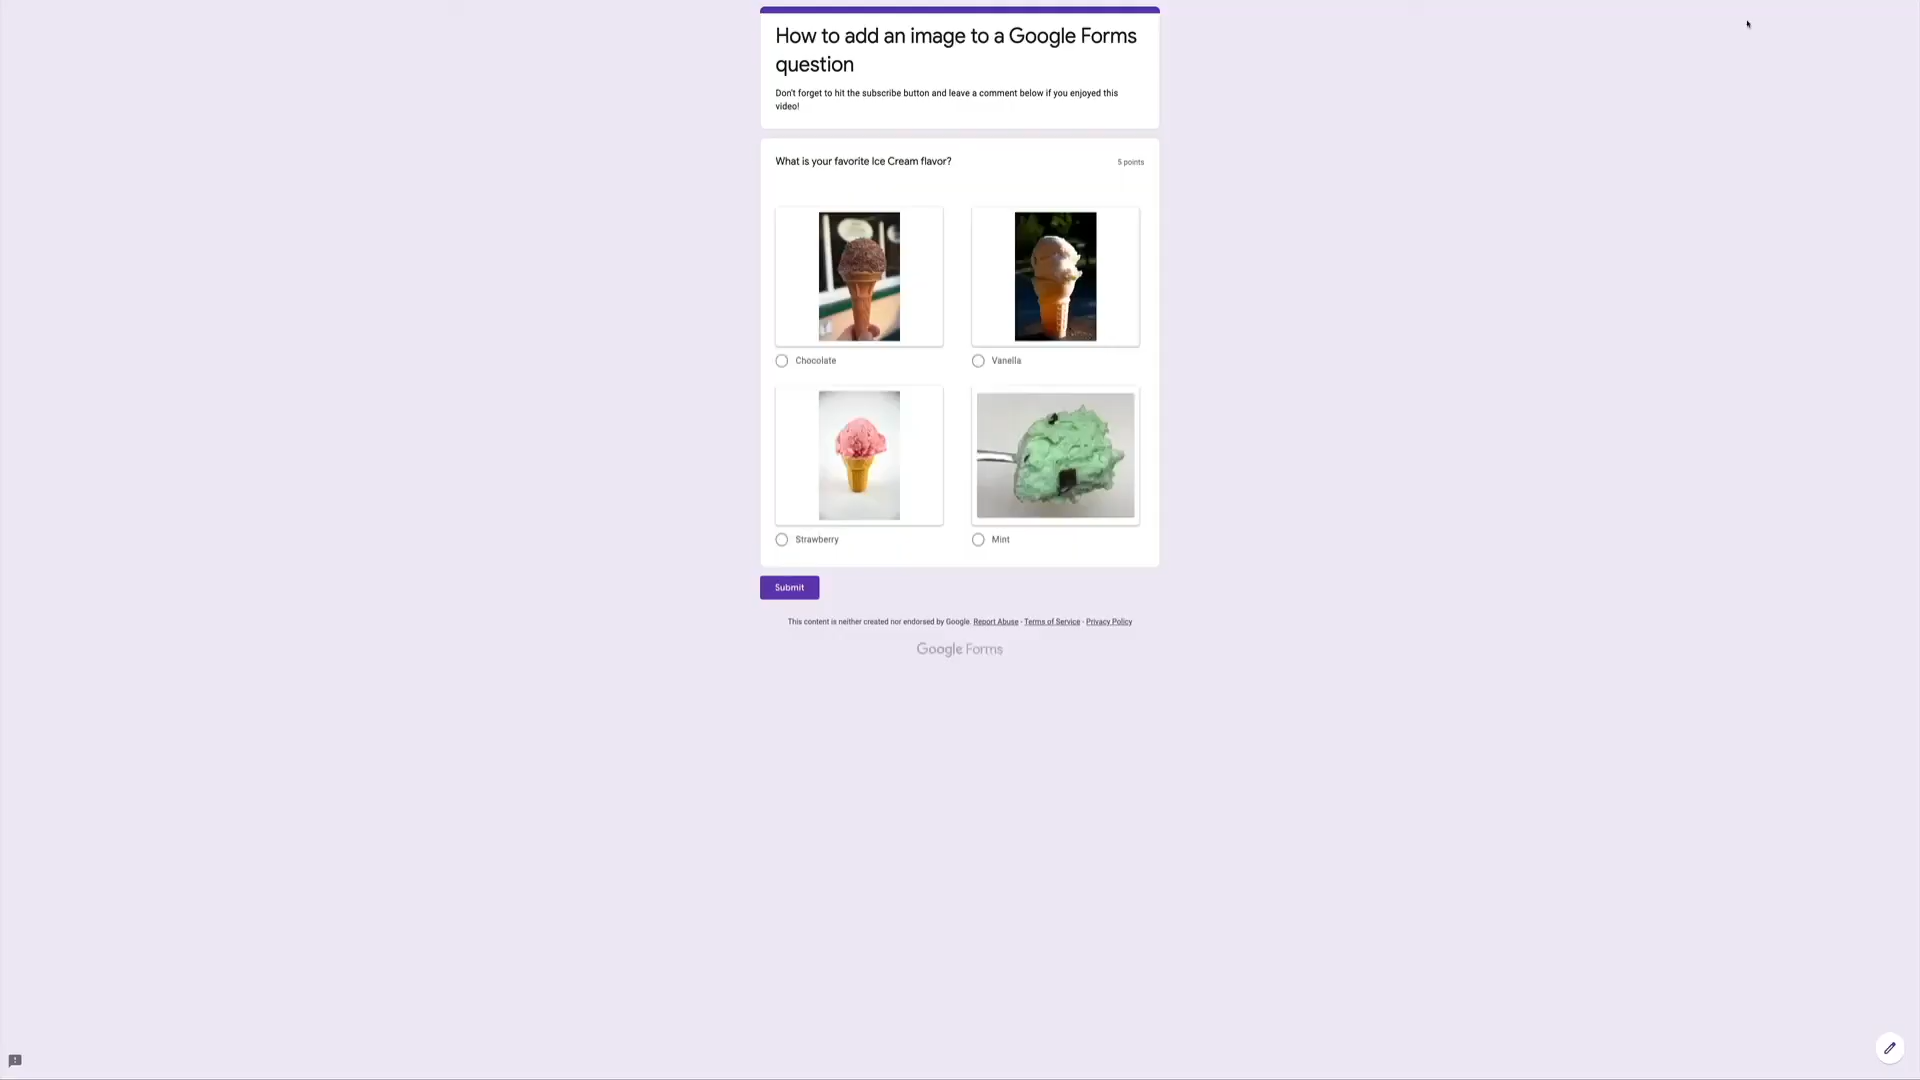 How to add an image to a Google Forms
question
Don't forget to hit the subscribe button and leave a comment below if you enjoyed this
video!
What is your favorite Ice Cream flavor?
5 points
Chocolate
Vanella
Strawberry
Mint
Submit
This content is neither created nor endorsed by Google. Report Abuse - Terms of Service - Privacy Policy
Google Forms